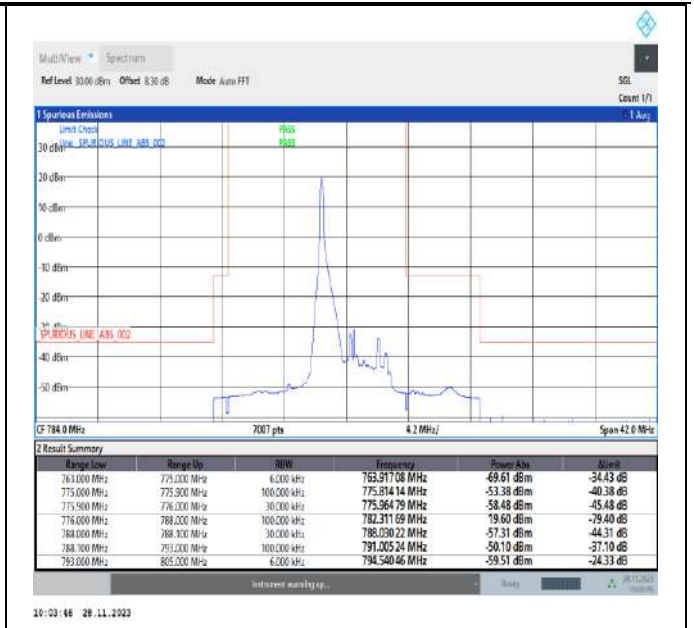 MultiView Spectrum
Ref Level 30.00 dBm Offset 8.30 dB Mode Auto FFT SGL
Count 1/1
1 Spurious Emissions 1 Avg
Limit Check PASS
Line SPURIOUS_LINE_ABS_002 PASS
30 dBm
20 dBm
10 dBm
0 dBm
-10 dBm
-20 dBm
-30 dBm
SPURIOUS_LINE_ABS_002
-40 dBm
-50 dBm
CF 784.0 MHz 7007 pts 4.2 MHz/ Span 42.0 MHz
2 Result Summary
Range Low Range Up RBW Frequency Power Abs ΔLimit
763.000 MHz 775.000 MHz 6.000 kHz 763.91708 MHz -69.61 dBm -34.43 dB
775.000 MHz 775.900 MHz 100.000 kHz 775.81414 MHz -53.38 dBm -40.38 dB
775.900 MHz 776.000 MHz 30.000 kHz 775.96479 MHz -58.48 dBm -45.48 dB
776.000 MHz 788.000 MHz 100.000 kHz 782.31169 MHz 19.60 dBm -79.40 dB
788.000 MHz 788.100 MHz 30.000 kHz 788.03022 MHz -57.31 dBm -44.31 dB
788.100 MHz 793.000 MHz 100.000 kHz 791.00524 MHz -50.10 dBm -37.10 dB
793.000 MHz 805.000 MHz 6.000 kHz 794.54046 MHz -59.51 dBm -24.33 dB
Instrument warming up... Ready 28.11.2023
10:03:46 28.11.2023